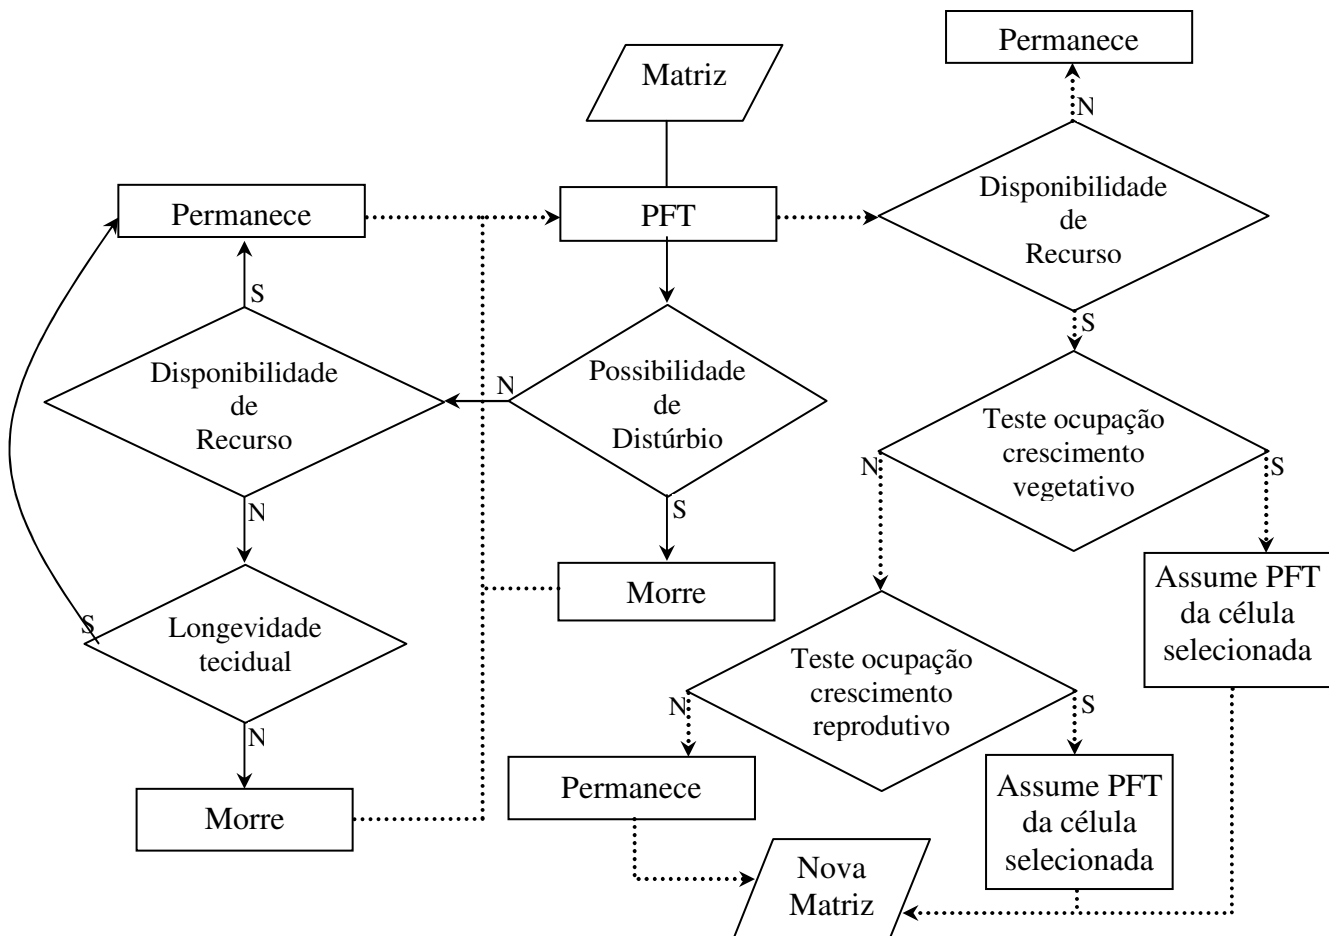 Permanece
Matriz
N
Permanece
PFT
Disponibilidade
de
Recurso
S
S
Disponibilidade
de
Recurso
N
Possibilidade
de
Distúrbio
Teste ocupação
crescimento
vegetativo
N
S
N
S
Morre
Assume PFT
da célula
selecionada
S
Longevidade
tecidual
Teste ocupação
crescimento
reprodutivo
N
S
N
Permanece
Assume PFT
da célula
selecionada
Morre
Nova
Matriz